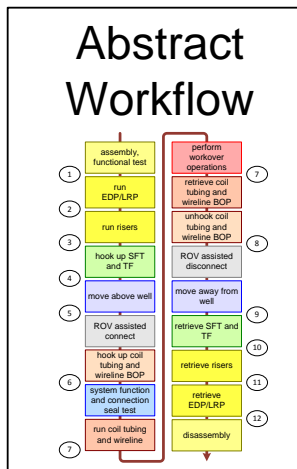 Abstract
Workflow
assembly,
functional test
1
run
EDP/LRP
2
run risers
3
hook up SFT
and TF
4
move above well
5
ROV assisted
connect
hook up coil
tubing and
wireline BOP
6
system function
and connection
seal test
run coil tubing
and wireline
7
perform
workover
operations
7
retrieve coil
tubing and
wireline BOP
unhook coil
tubing and
wireline BOP
8
ROV assisted
disconnect
move away from
well
9
retrieve SFT and
TF
10
retrieve risers
11
retrieve
EDP/LRP
12
disassembly